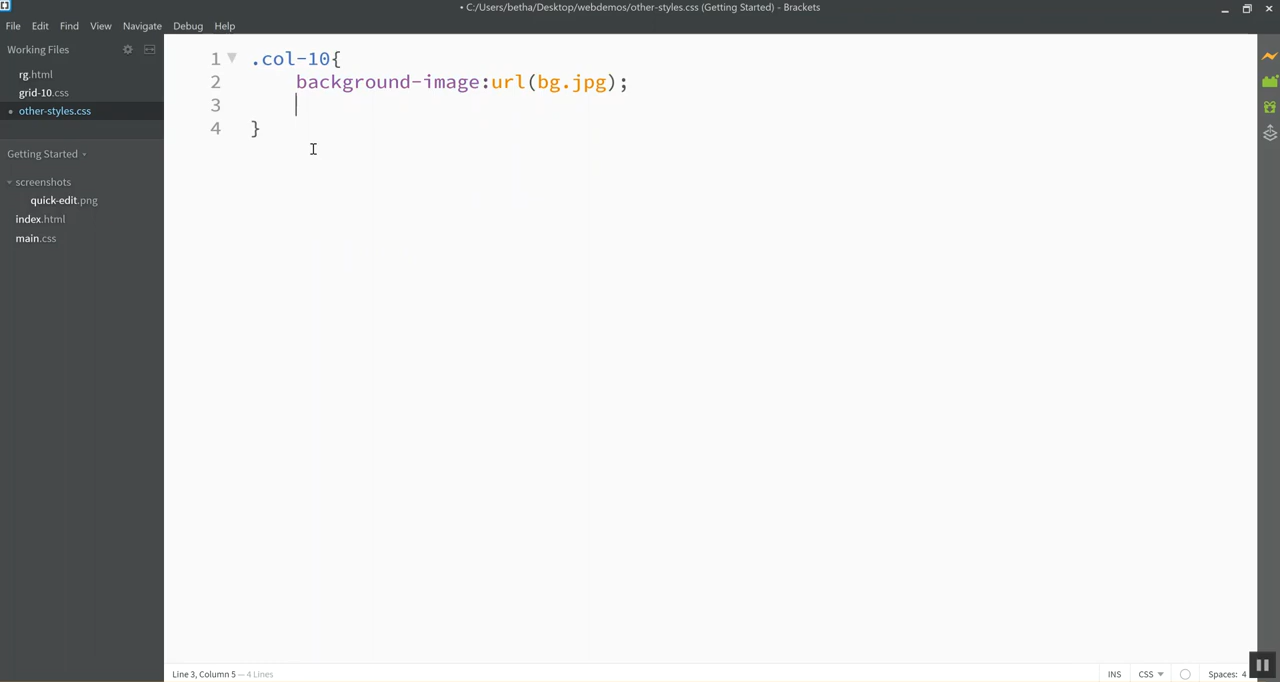 • C:/Users/betha/Desktop/webdemos/other-styles.css (Getting Started) - Brackets
File Edit Find View Navigate Debug Help
Working Files
rg.html
grid-10.css
• other-styles.css
Getting Started
screenshots
quick-edit.png
index.html
main.css
1 .col-10{
2 background-image:url(bg.jpg);
3
4 }
Line 3, Column 5 — 4 Lines
INS CSS Spaces: 4